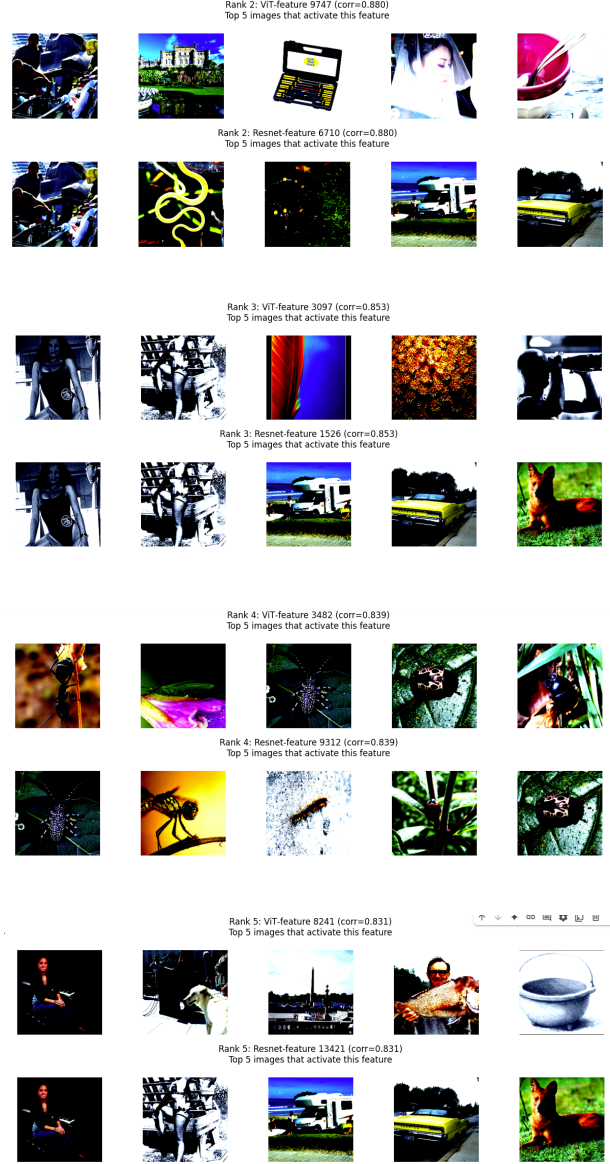 Rank 2: ViT-feature 9747 (corr=0.880)
Top 5 images that activate this feature
Rank 2: Resnet-feature 6710 (corr=0.880)
Top 5 images that activate this feature
Rank 3: ViT-feature 3097 (corr=0.853)
Top 5 images that activate this feature
Rank 3: Resnet-feature 1526 (corr=0.853)
Top 5 images that activate this feature
Rank 4: ViT-feature 3482 (corr=0.839)
Top 5 images that activate this feature
Rank 4: Resnet-feature 9312 (corr=0.839)
Top 5 images that activate this feature
Rank 5: ViT-feature 8241 (corr=0.831)
Top 5 images that activate this feature
Rank 5: Resnet-feature 13421 (corr=0.831)
Top 5 images that activate this feature